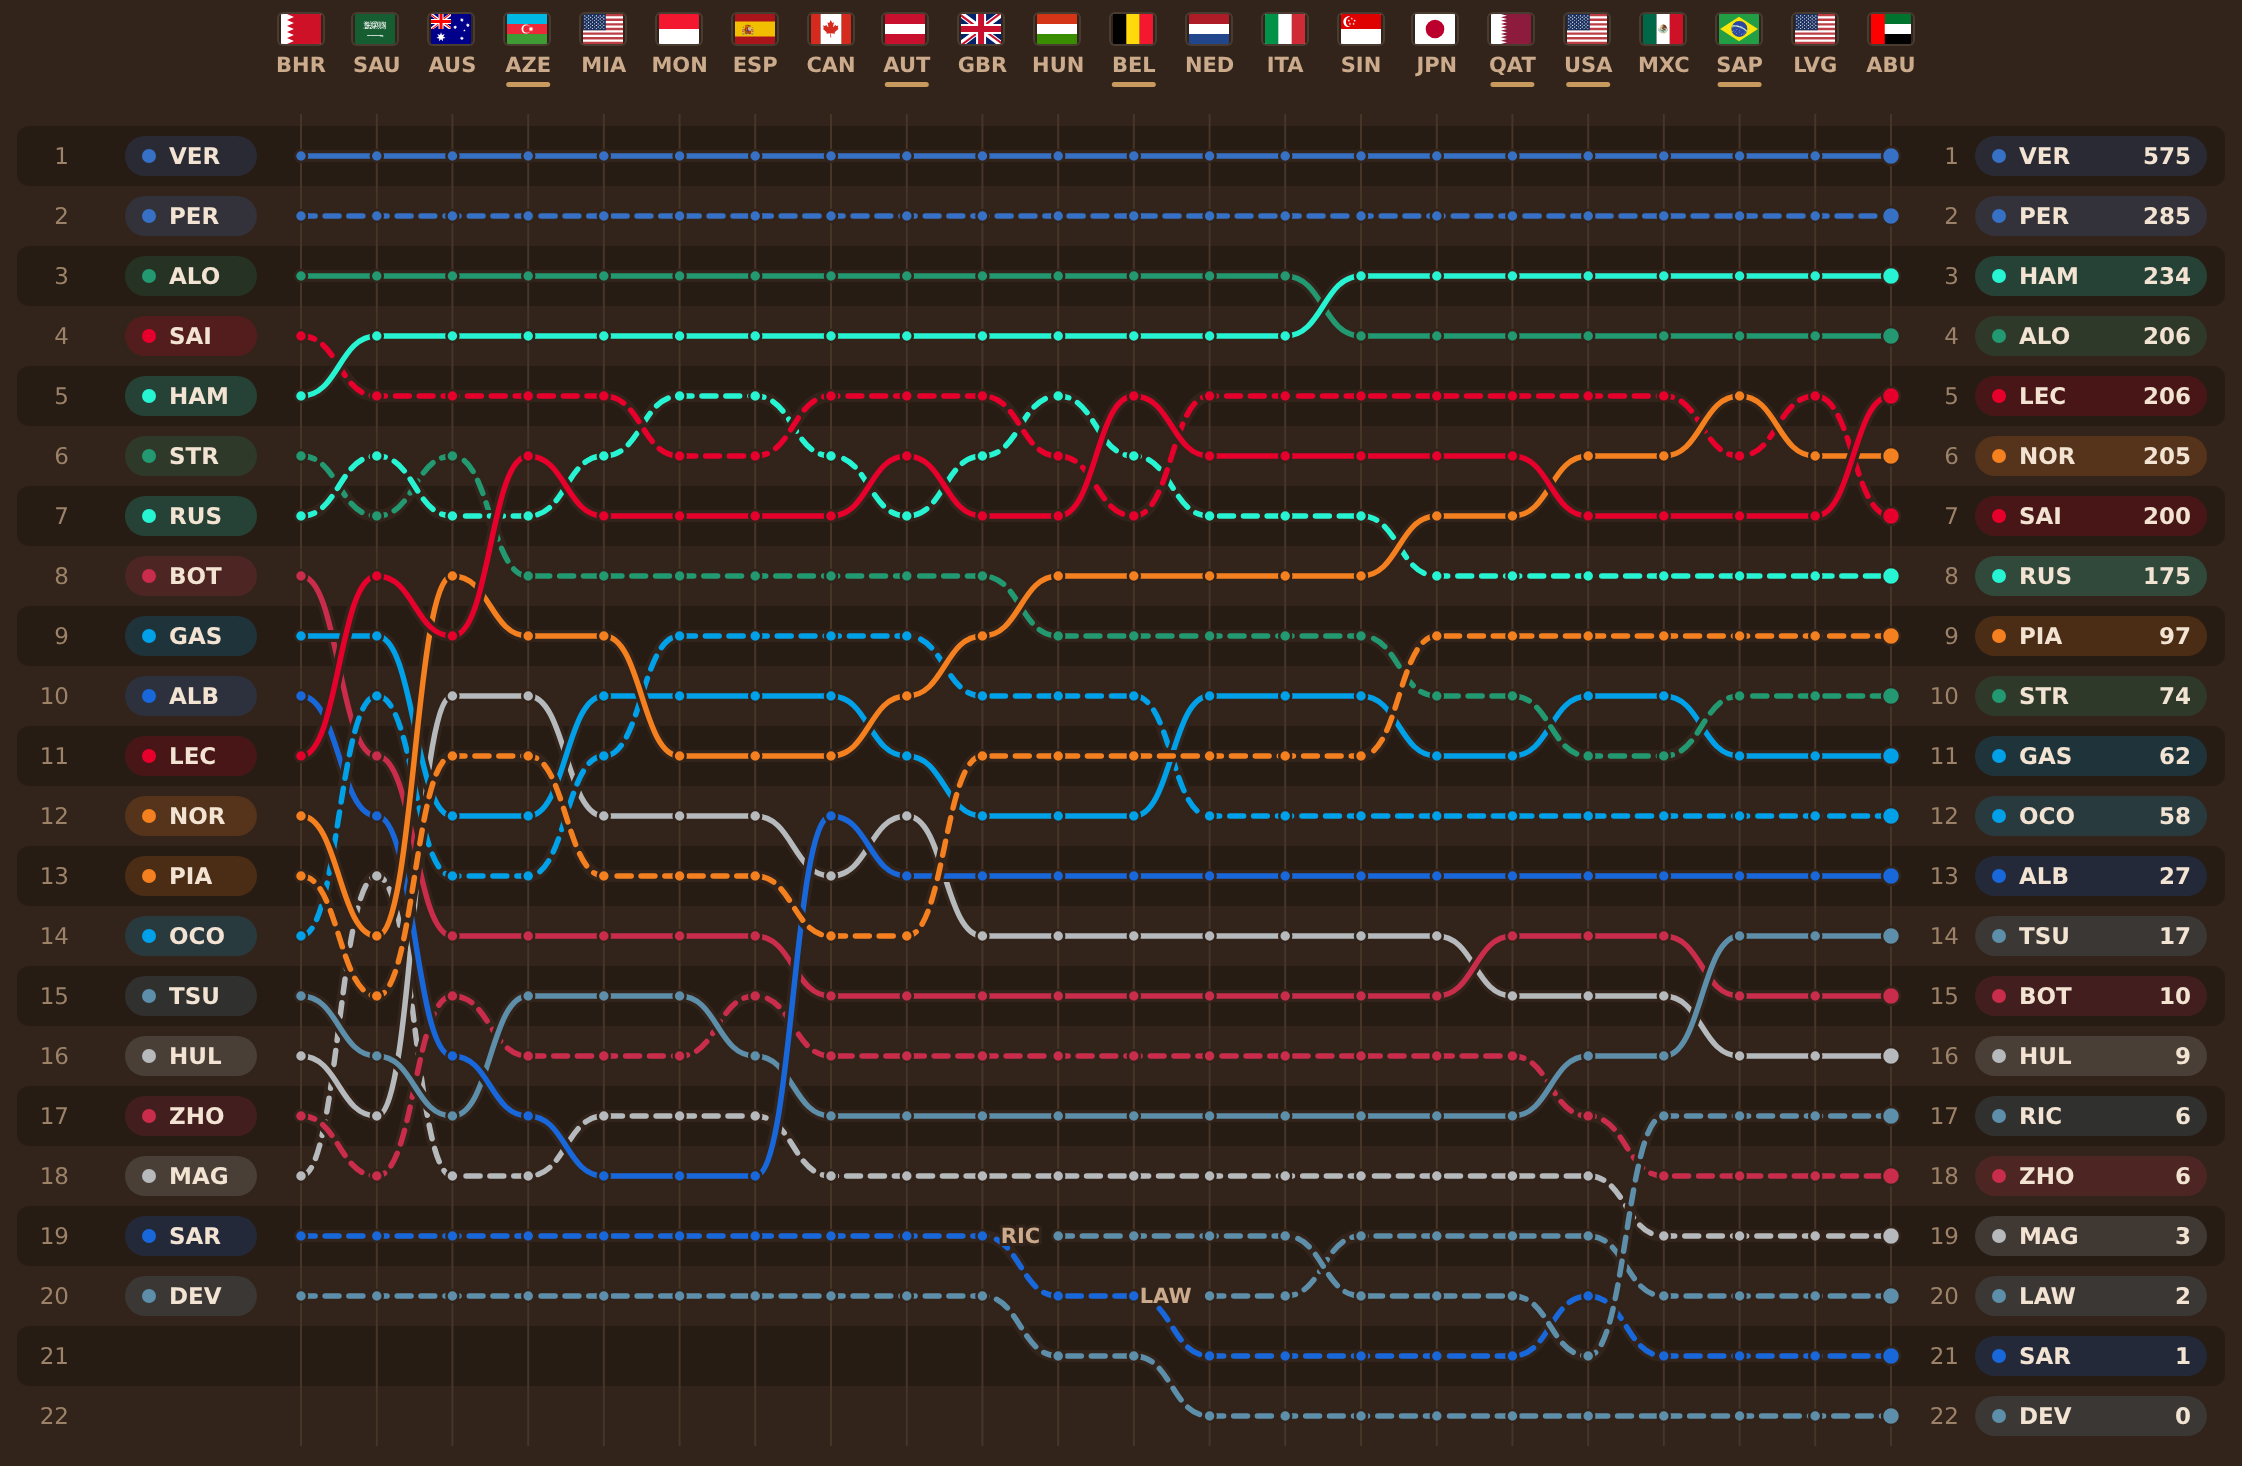 BHR SAU AUS AZE MIA MON ESP CAN AUT GBR HUN BEL NED ITA SIN JPN QAT USA MXC SAP LVG ABU
1 VER 1 VER 575
2 PER 2 PER 285
3 ALO 3 HAM 234
4 SAI 4 ALO 206
5 HAM 5 LEC 206
6 STR 6 NOR 205
7 RUS 7 SAI 200
8 BOT 8 RUS 175
9 GAS 9 PIA 97
10 ALB 10 STR 74
11 LEC 11 GAS 62
12 NOR 12 OCO 58
13 PIA 13 ALB 27
14 OCO 14 TSU 17
15 TSU 15 BOT 10
16 HUL 16 HUL 9
17 ZHO 17 RIC 6
18 MAG 18 ZHO 6
19 SAR RIC 19 MAG 3
20 DEV LAW 20 LAW 2
21 21 SAR 1
22 22 DEV 0